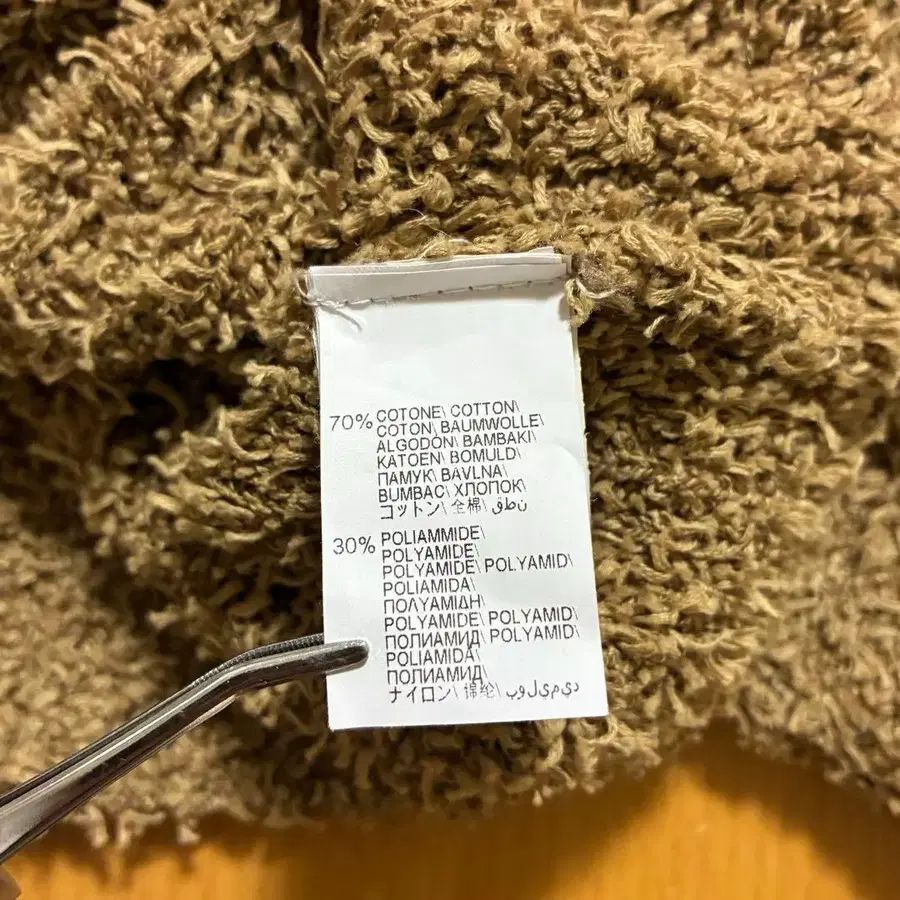 70% COTONE\ COTTON\
COTON\ BAUMWOLLE\
ALGODÓN\ BAMBAKI\
KATOEN\ BOMULD\
ПАМУК\ BAVLNA\
BUMBAC\ ХЛОПОК\
コットン\ 全棉\ قطن
30% POLIAMMIDE\
POLYAMIDE\
POLYAMIDE\ POLYAMID\
POLIAMIDA\
ΠΟΛΥΑΜΙΔΗ\
POLYAMIDE\ POLYAMID\
ПОЛИАМИД\ POLYAMID\
POLIAMIDA\
ПОЛИАМИД\
ナイロン\ 锦纶\